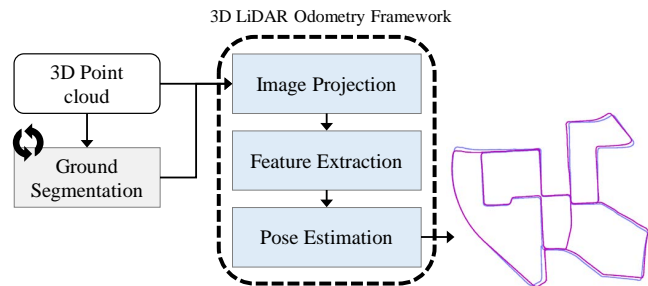 3D LiDAR Odometry Framework
3D Point
cloud
Ground
Segmentation
Image Projection
Feature Extraction
Pose Estimation